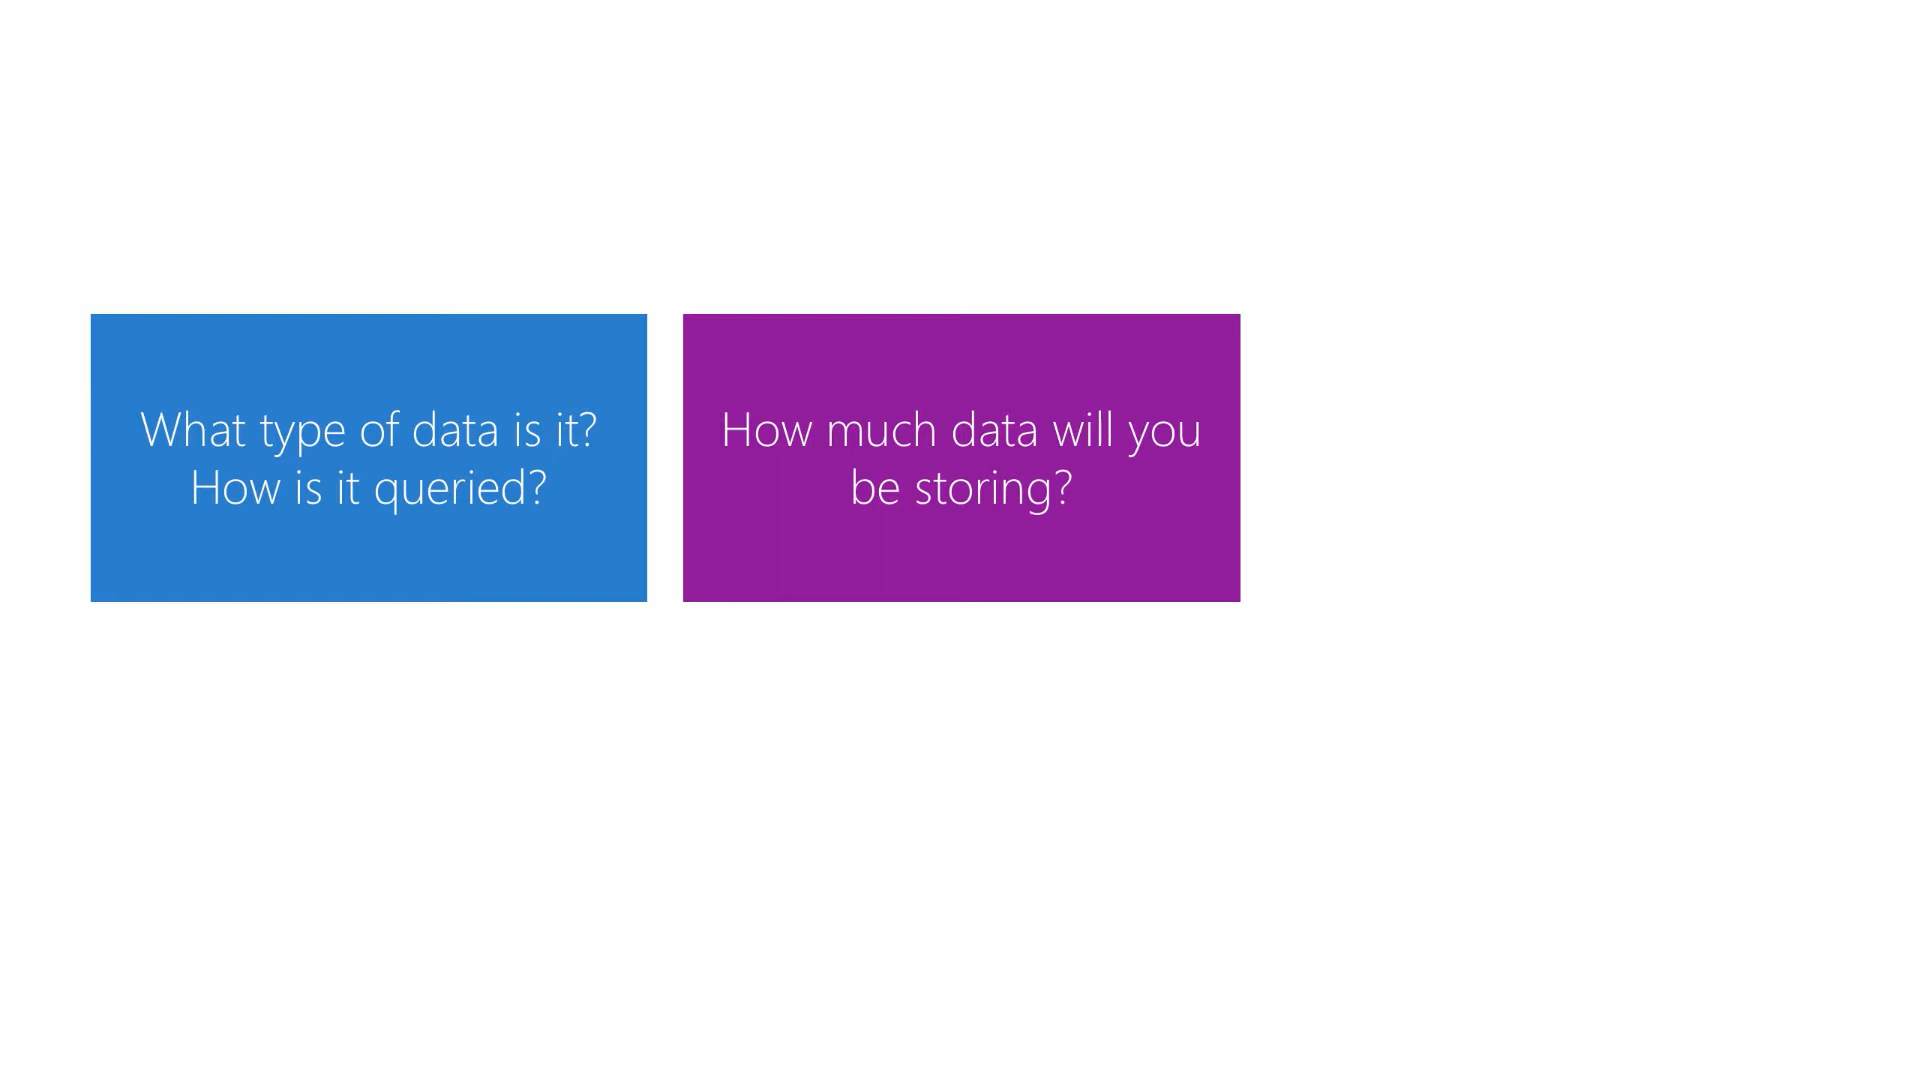 What type of data is it?
How is it queried?
How much data will you
be storing?